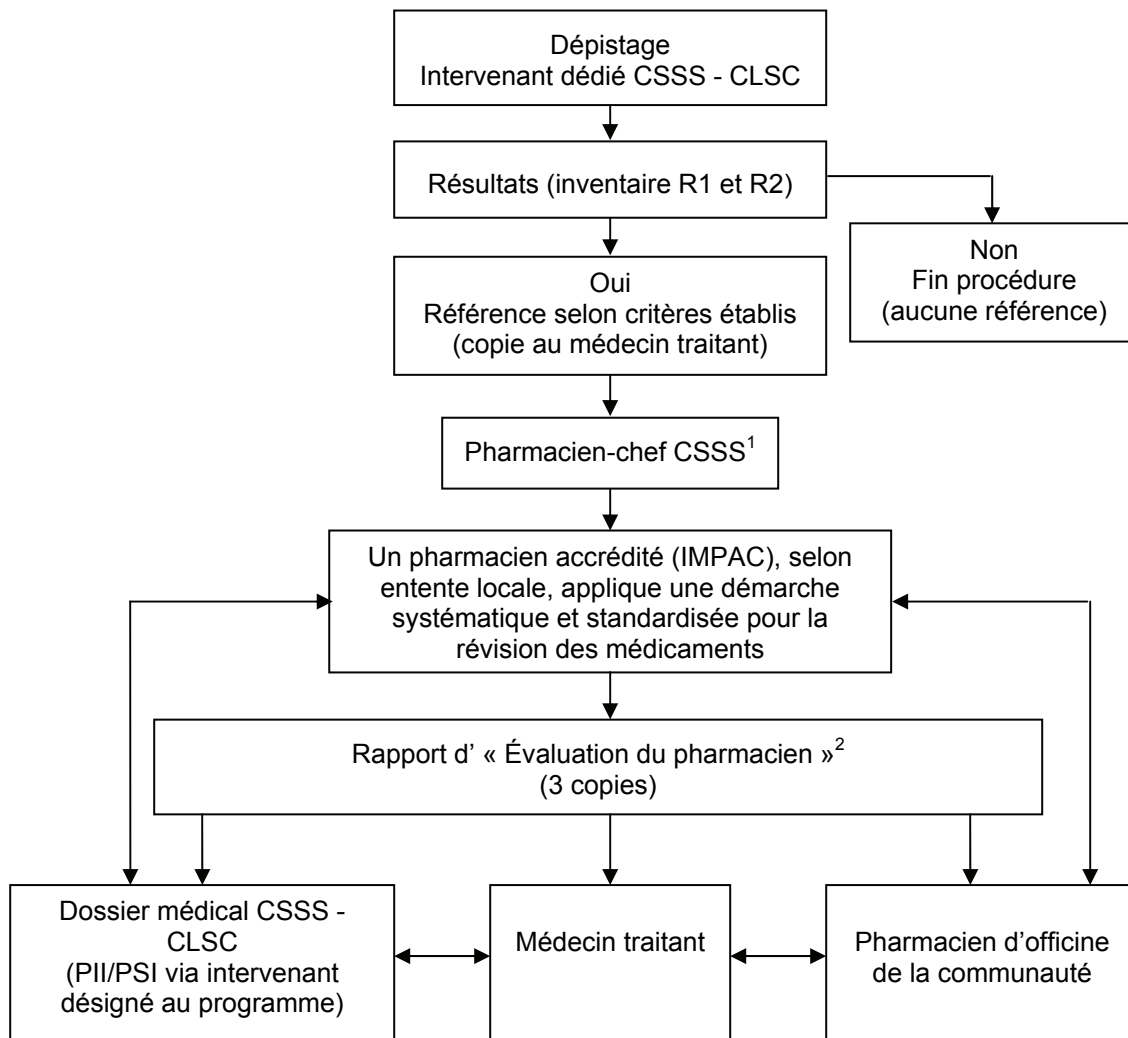 Dépistage
Intervenant dédié CSSS - CLSC
Résultats (inventaire R1 et R2)
Non
Fin procédure
(aucune référence)
Oui
Référence selon critères établis
(copie au médecin traitant)
Pharmacien-chef CSSS1
Un pharmacien accrédité (IMPAC), selon
entente locale, applique une démarche
systématique et standardisée pour la
révision des médicaments
Rapport d' « Évaluation du pharmacien »2
(3 copies)
Dossier médical CSSS -
CLSC
(PII/PSI via intervenant
désigné au programme)
Médecin traitant
Pharmacien d'officine
de la communauté